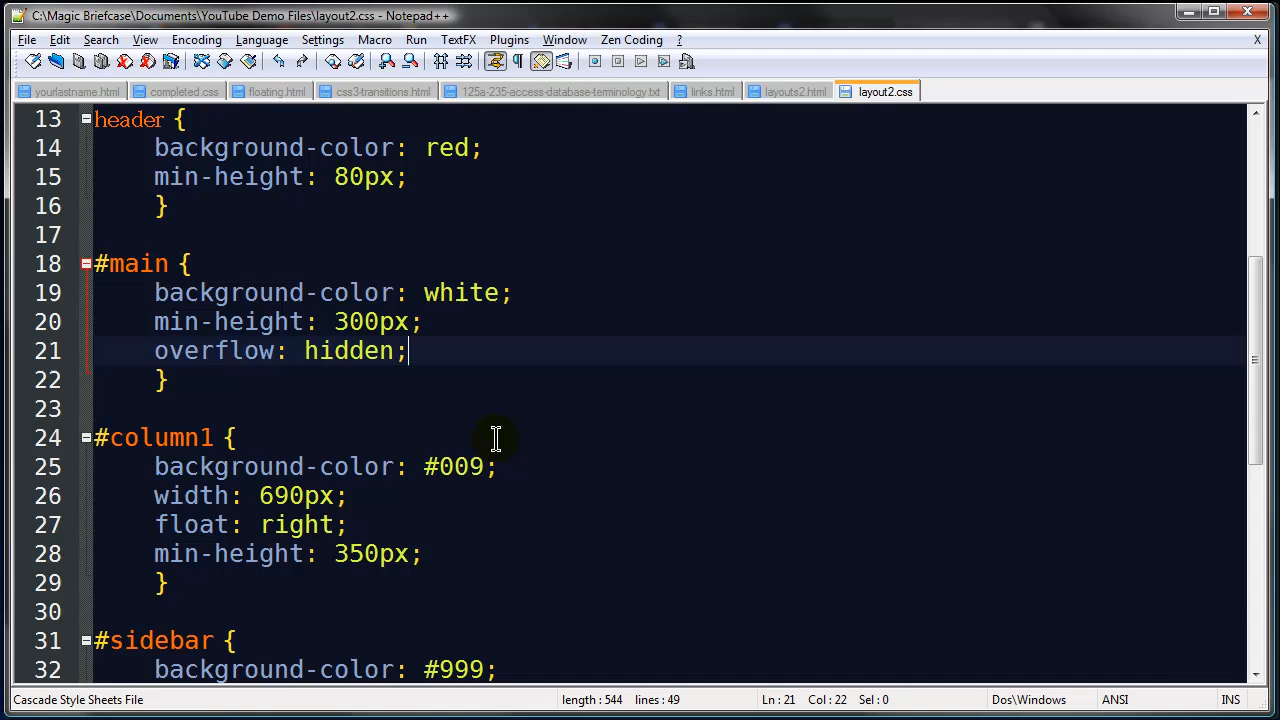 C:\Magic Briefcase\Documents\YouTube Demo Files\layout2.css - Notepad++
File Edit Search View Encoding Language Settings Macro Run TextFX Plugins Window Zen Coding ? X
yourlastname.html completed.css floating.html css3-transitions.html 125a-235-access-database-terminology.txt links.html layouts2.html layout2.css
13 header {
14 background-color: red;
15 min-height: 80px;
16 }
17
18 #main {
19 background-color: white;
20 min-height: 300px;
21 overflow: hidden;
22 }
23
24 #column1 {
25 background-color: #009;
26 width: 690px;
27 float: right;
28 min-height: 350px;
29 }
30
31 #sidebar {
32 background-color: #999;
Cascade Style Sheets File length : 544 lines : 49 Ln : 21 Col : 22 Sel : 0 Dos\Windows ANSI INS